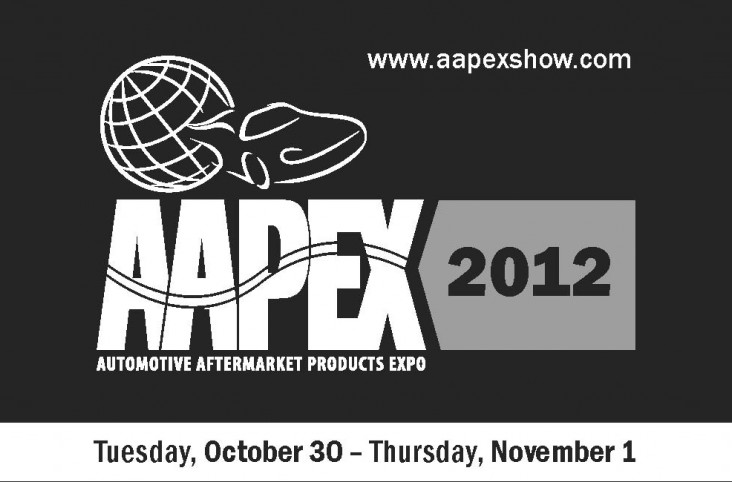 www.aapexshow.com
AAPEX 2012
AUTOMOTIVE AFTERMARKET PRODUCTS EXPO
Tuesday, October 30 – Thursday, November 1